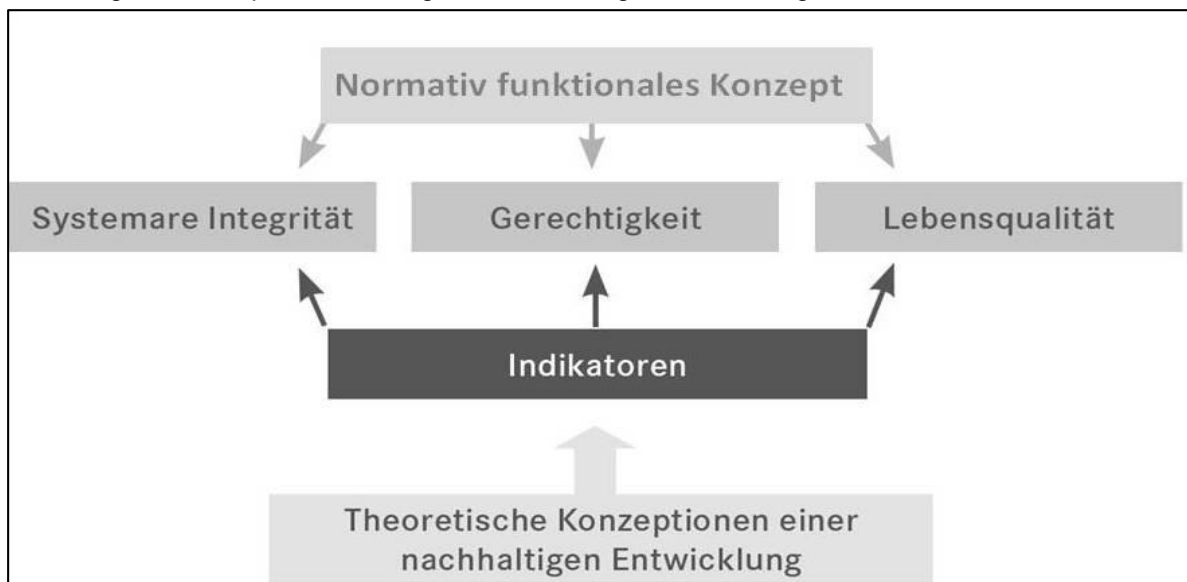 Normativ funktionales Konzept
Systemare Integrität
Gerechtigkeit
Lebensqualität
Indikatoren
Theoretische Konzeptionen einer
nachhaltigen Entwicklung